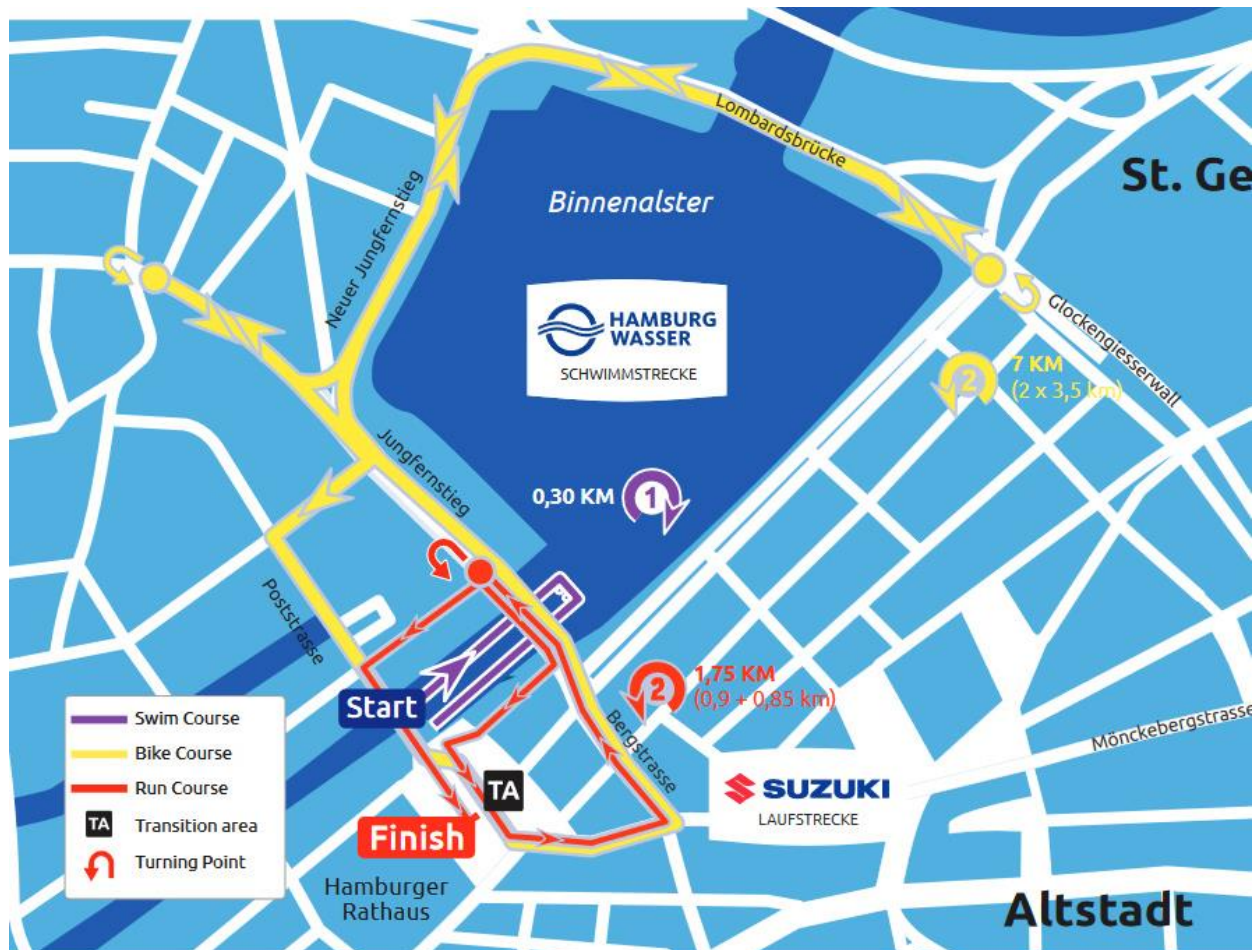 Lombardsbrücke
St. Ge
Binnenalster
Neuer Jungfernstieg
HAMBURG
WASSER
SCHWIMMSTRECKE
Glockengiesserwall
2
7 KM
(2 x 3,5 km)
Jungfernstieg
0,30 KM
1
Poststrasse
Start
2
1,75 KM
(0,9 + 0,85 km)
Bergstrasse
Mönckebergstrasse
Swim Course
Bike Course
Run Course
TA
Transition area
Turning Point
TA
Finish
SUZUKI
LAUFSTRECKE
Hamburger
Rathaus
Altstadt